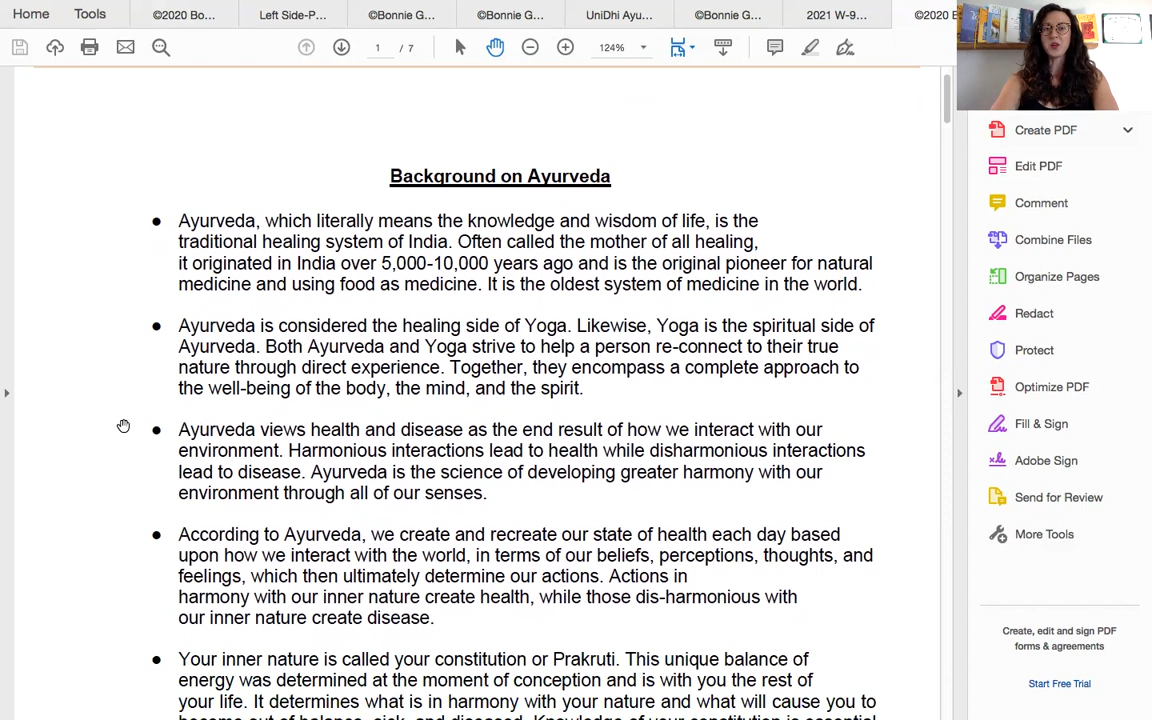 Home Tools ©2020 Bo... Left Side-P... ©Bonnie G... ©Bonnie G... UniDhi Ayu... ©Bonnie G... 2021 W-9... ©2020 B
1 / 7 124%
Background on Ayurveda
● Ayurveda, which literally means the knowledge and wisdom of life, is the
traditional healing system of India. Often called the mother of all healing,
it originated in India over 5,000-10,000 years ago and is the original pioneer for natural
medicine and using food as medicine. It is the oldest system of medicine in the world.
● Ayurveda is considered the healing side of Yoga. Likewise, Yoga is the spiritual side of
Ayurveda. Both Ayurveda and Yoga strive to help a person re-connect to their true
nature through direct experience. Together, they encompass a complete approach to
the well-being of the body, the mind, and the spirit.
● Ayurveda views health and disease as the end result of how we interact with our
environment. Harmonious interactions lead to health while disharmonious interactions
lead to disease. Ayurveda is the science of developing greater harmony with our
environment through all of our senses.
● According to Ayurveda, we create and recreate our state of health each day based
upon how we interact with the world, in terms of our beliefs, perceptions, thoughts, and
feelings, which then ultimately determine our actions. Actions in
harmony with our inner nature create health, while those dis-harmonious with
our inner nature create disease.
● Your inner nature is called your constitution or Prakruti. This unique balance of
energy was determined at the moment of conception and is with you the rest of
your life. It determines what is in harmony with your nature and what will cause you to
become out of balance, sick, and diseased. Knowledge of your constitution is essential
Create PDF
Edit PDF
Comment
Combine Files
Organize Pages
Redact
Protect
Optimize PDF
Fill & Sign
Adobe Sign
Send for Review
More Tools
Create, edit and sign PDF
forms & agreements
Start Free Trial